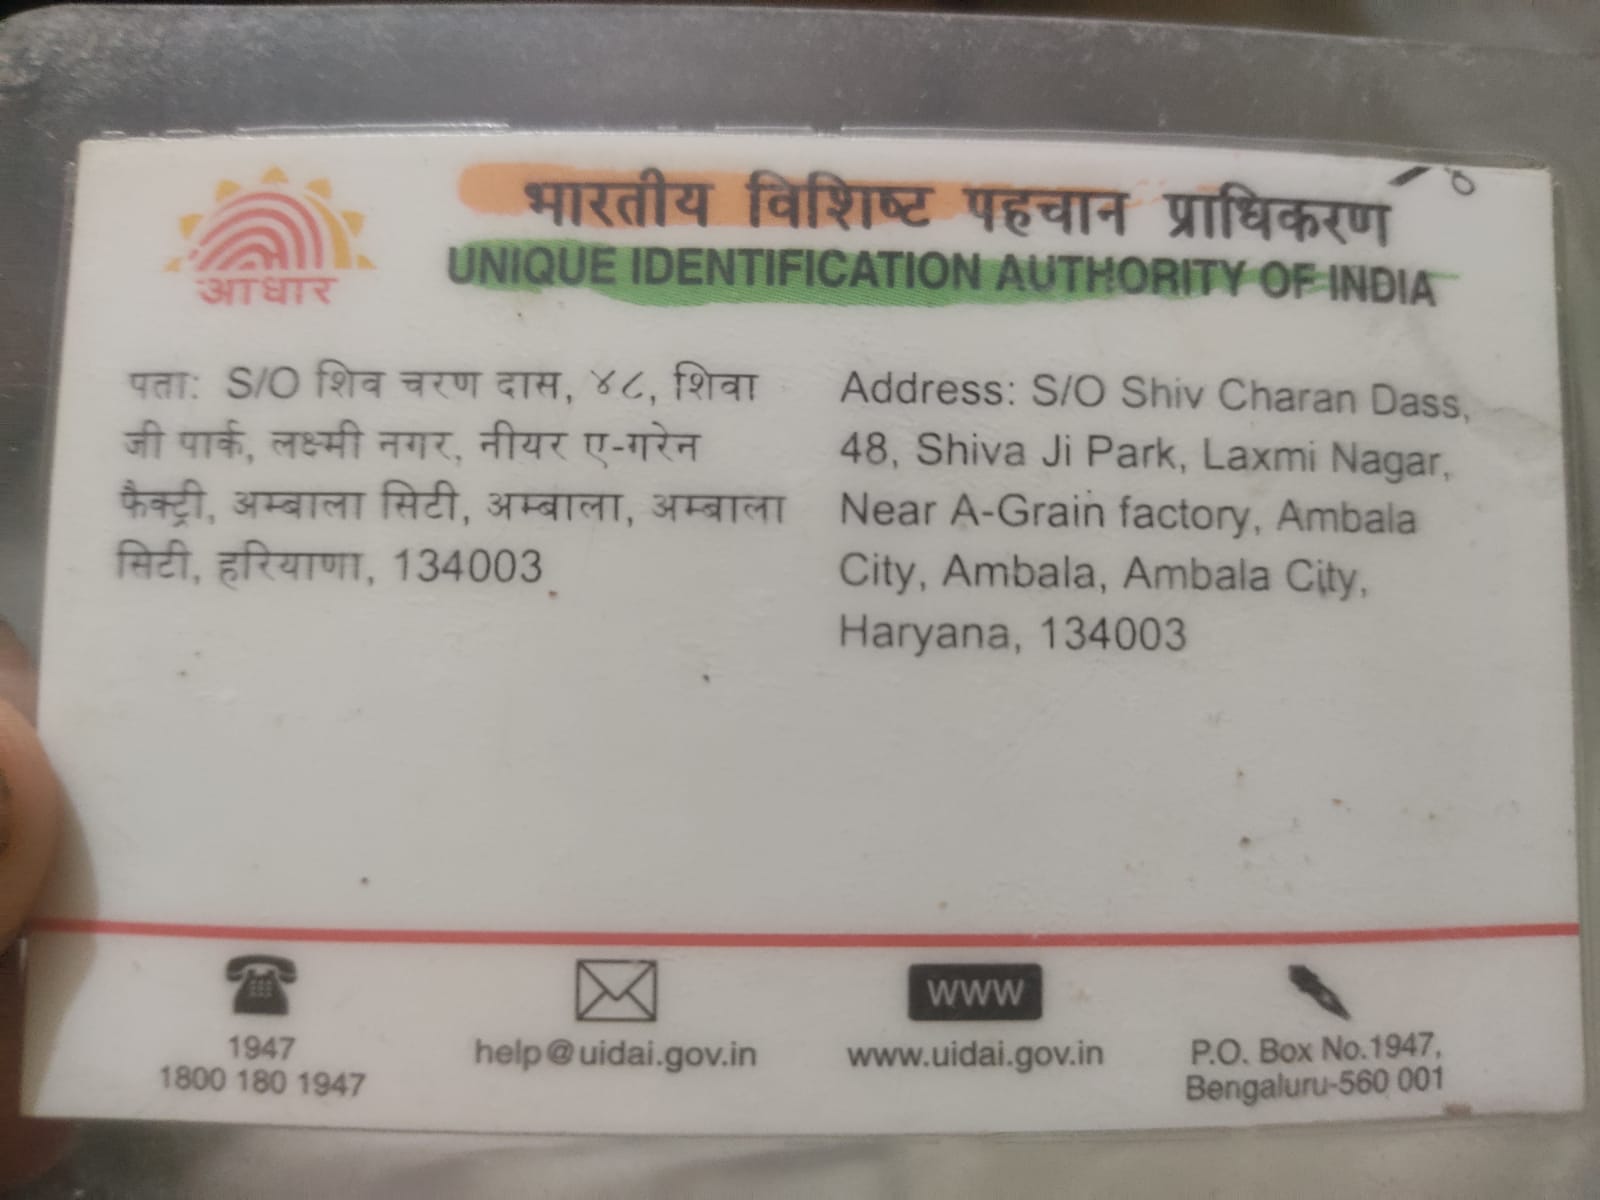 भारतीय विशिष्ट पहचान प्राधिकरण
UNIQUE IDENTIFICATION AUTHORITY OF INDIA
आधार
पता: S/O शिव चरण दास, ४८, शिवा
जी पार्क, लक्ष्मी नगर, नीयर ए-गरेन
फैक्ट्री, अम्बाला सिटी, अम्बाला, अम्बाला
सिटी, हरियाणा, 134003
Address: S/O Shiv Charan Dass,
48, Shiva Ji Park, Laxmi Nagar,
Near A-Grain factory, Ambala
City, Ambala, Ambala City,
Haryana, 134003
1947
1800 180 1947
help@uidai.gov.in
www
www.uidai.gov.in
P.O. Box No.1947,
Bengaluru-560 001